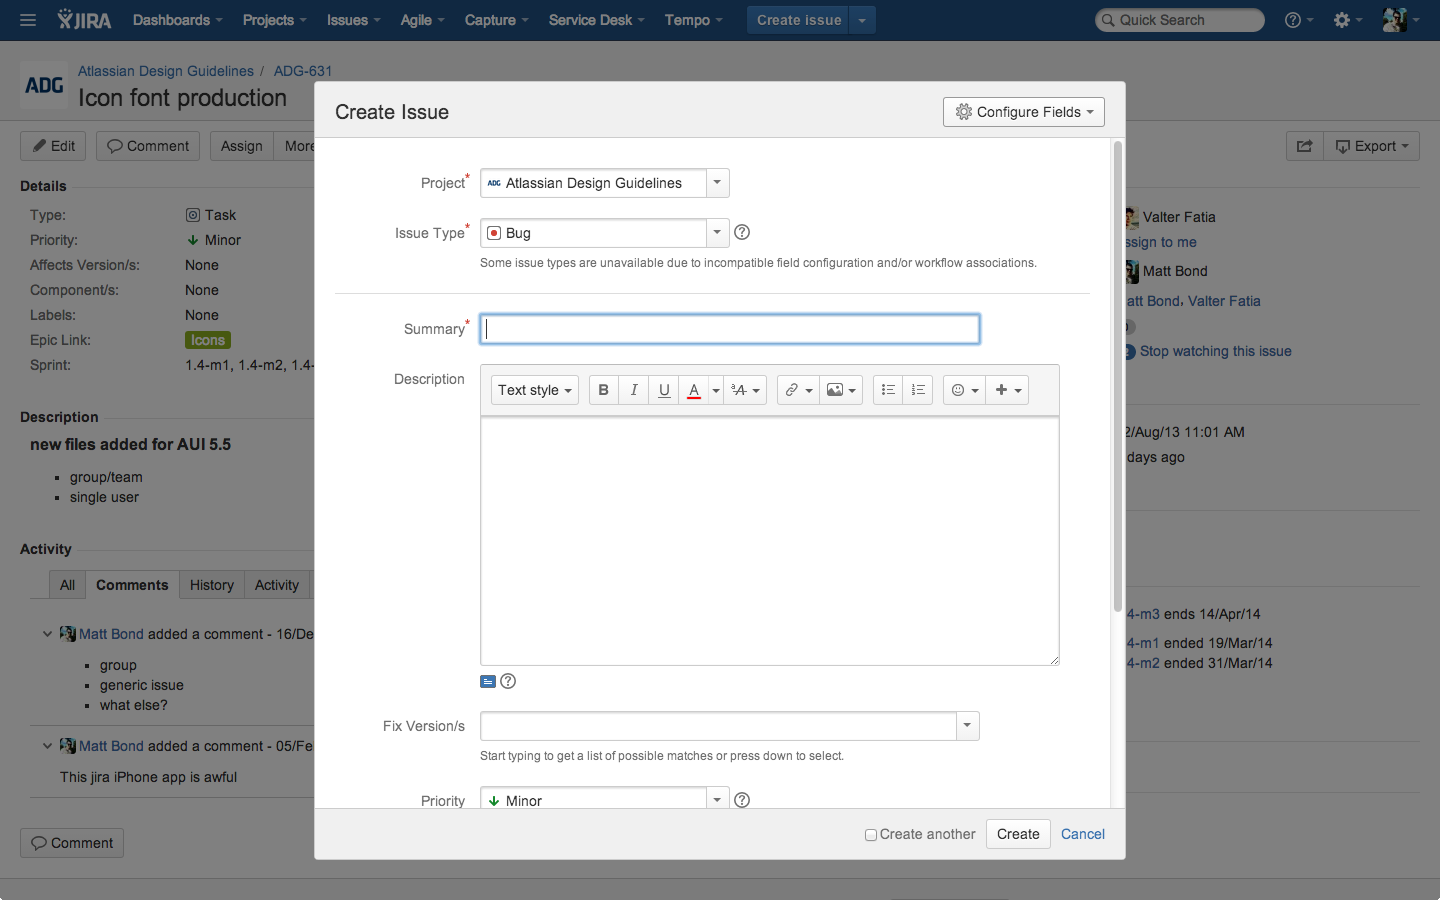 JIRA Dashboards Projects Issues Agile Capture Service Desk Tempo Create issue Quick Search
ADG
Atlassian Design Guidelines / ADG-631
Icon font production
Edit Comment Assign More
Export
Details
Type: Task
Priority: Minor
Affects Version/s: None
Component/s: None
Labels: None
Epic Link: Icons
Sprint: 1.4-m1, 1.4-m2, 1.4-
Description
new files added for AUI 5.5
group/team
single user
Activity
All Comments History Activity
Matt Bond added a comment - 16/De
group
generic issue
what else?
Matt Bond added a comment - 05/Fe
This jira iPhone app is awful
Comment
Create Issue
Configure Fields
Project* ADG Atlassian Design Guidelines
Issue Type* Bug
Some issue types are unavailable due to incompatible field configuration and/or workflow associations.
Summary*
Description
Text style B I U A
Fix Version/s
Start typing to get a list of possible matches or press down to select.
Priority Minor
Create another Create Cancel
Valter Fatia
ssign to me
Matt Bond
att Bond, Valter Fatia
Stop watching this issue
2/Aug/13 11:01 AM
days ago
4-m3 ends 14/Apr/14
4-m1 ended 19/Mar/14
4-m2 ended 31/Mar/14